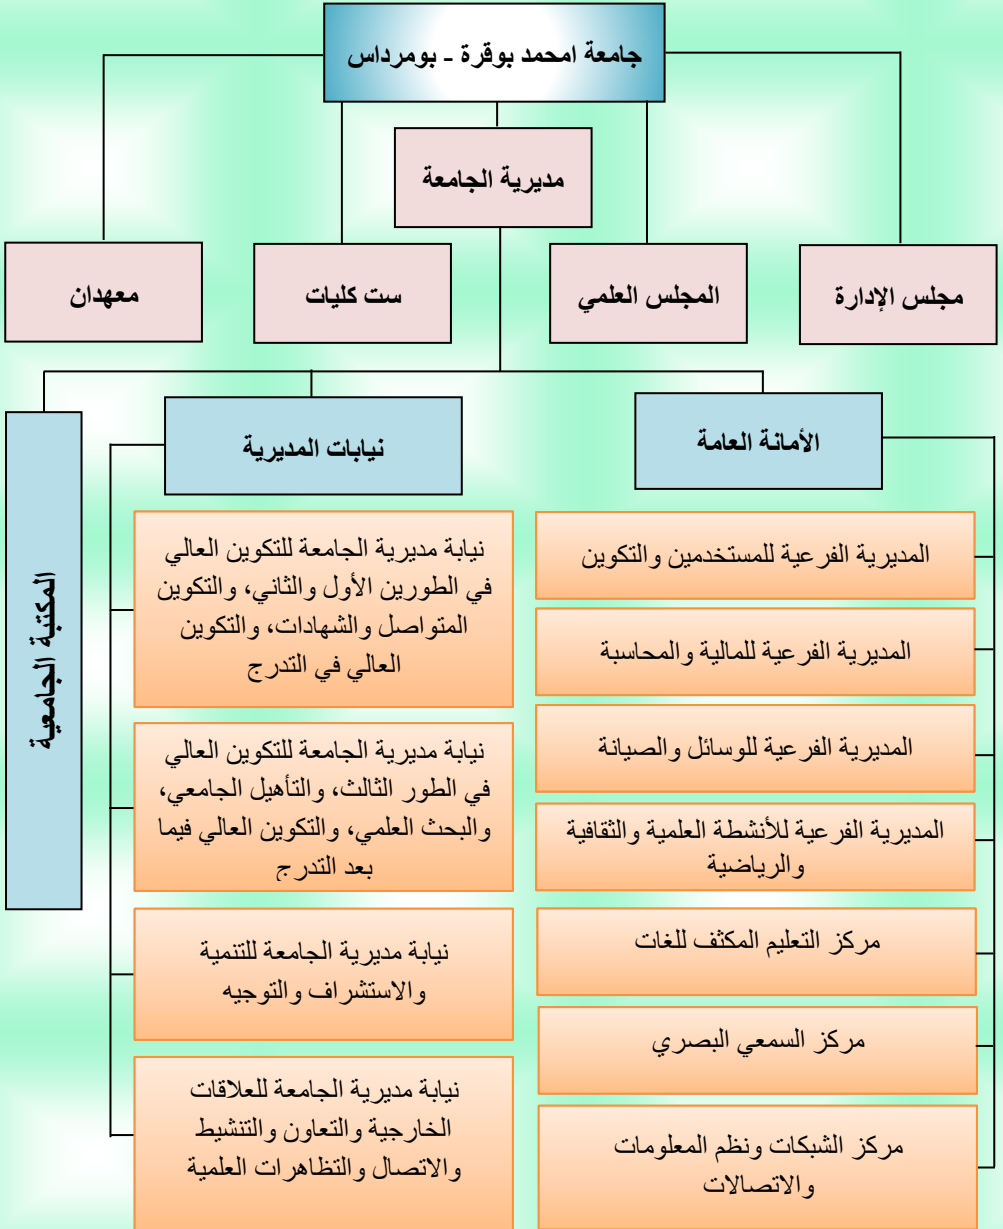 جامعة امحمد بوقرة - بومرداس
مديرية الجامعة
مجلس الإدارة
المجلس العلمي
ست كليات
معهدان
الأمانة العامة
المديرية الفرعية للمستخدمين والتكوين
المديرية الفرعية للمالية والمحاسبة
المديرية الفرعية للوسائل والصيانة
المديرية الفرعية للأنشطة العلمية والثقافية
والرياضية
مركز التعليم المكثف للغات
مركز السمعي البصري
مركز الشبكات ونظم المعلومات
والاتصالات
نيابات المديرية
نيابة مديرية الجامعة للتكوين العالي
في الطورين الأول والثاني، والتكوين
المتواصل والشهادات، والتكوين
العالي في التدرج
نيابة مديرية الجامعة للتكوين العالي
في الطور الثالث، والتأهيل الجامعي،
والبحث العلمي، والتكوين العالي فيما
بعد التدرج
نيابة مديرية الجامعة للتنمية
والاستشراف والتوجيه
نيابة مديرية الجامعة للعلاقات
الخارجية والتعاون والتنشيط
والاتصال والتظاهرات العلمية
المكتبة الجامعية